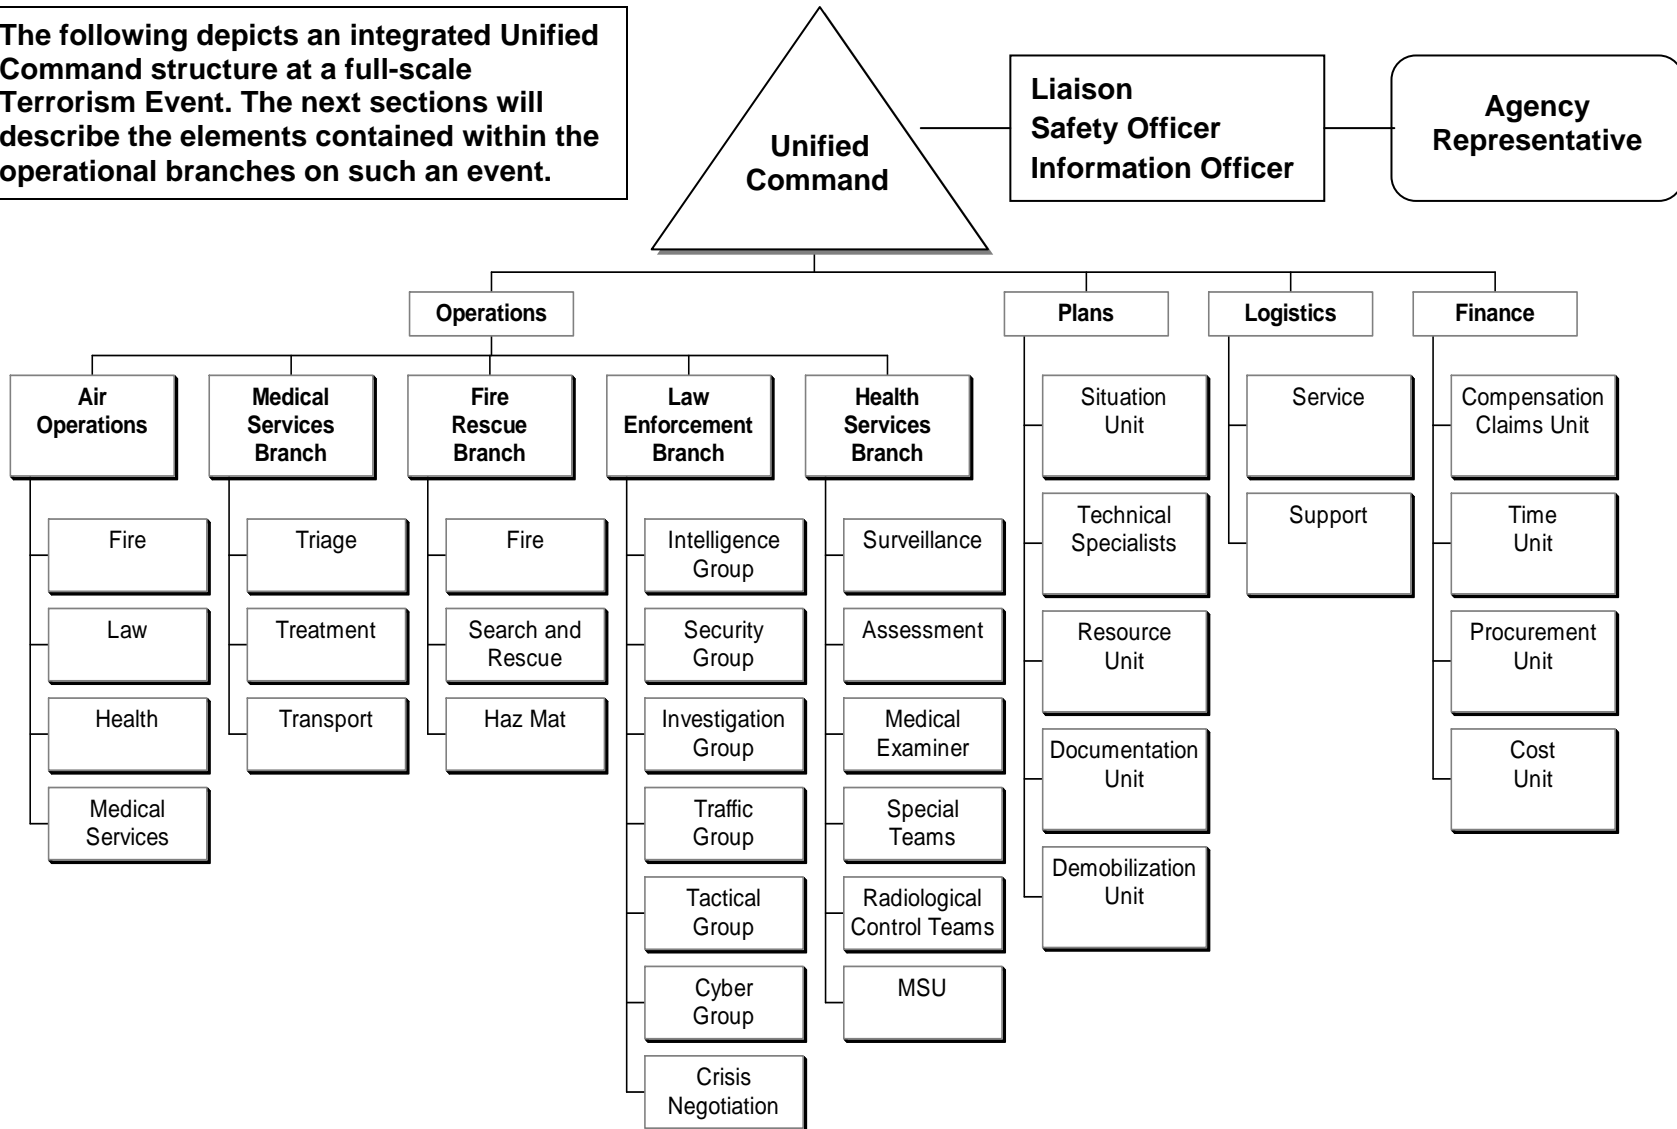 The following depicts an integrated Unified
Command structure at a full-scale
Terrorism Event. The next sections will
describe the elements contained within the
operational branches on such an event.
Unified
Command
Liaison
Safety Officer
Information Officer
Agency
Representative
Operations
Plans
Logistics
Finance
Air
Operations
Medical
Services
Branch
Fire
Rescue
Branch
Law
Enforcement
Branch
Health
Services
Branch
Fire
Law
Health
Medical
Services
Triage
Treatment
Transport
Fire
Search and
Rescue
Haz Mat
Intelligence
Group
Security
Group
Investigation
Group
Traffic
Group
Tactical
Group
Cyber
Group
Crisis
Negotiation
Surveillance
Assessment
Medical
Examiner
Special
Teams
Radiological
Control Teams
MSU
Situation
Unit
Technical
Specialists
Resource
Unit
Documentation
Unit
Demobilization
Unit
Service
Support
Compensation
Claims Unit
Time
Unit
Procurement
Unit
Cost
Unit